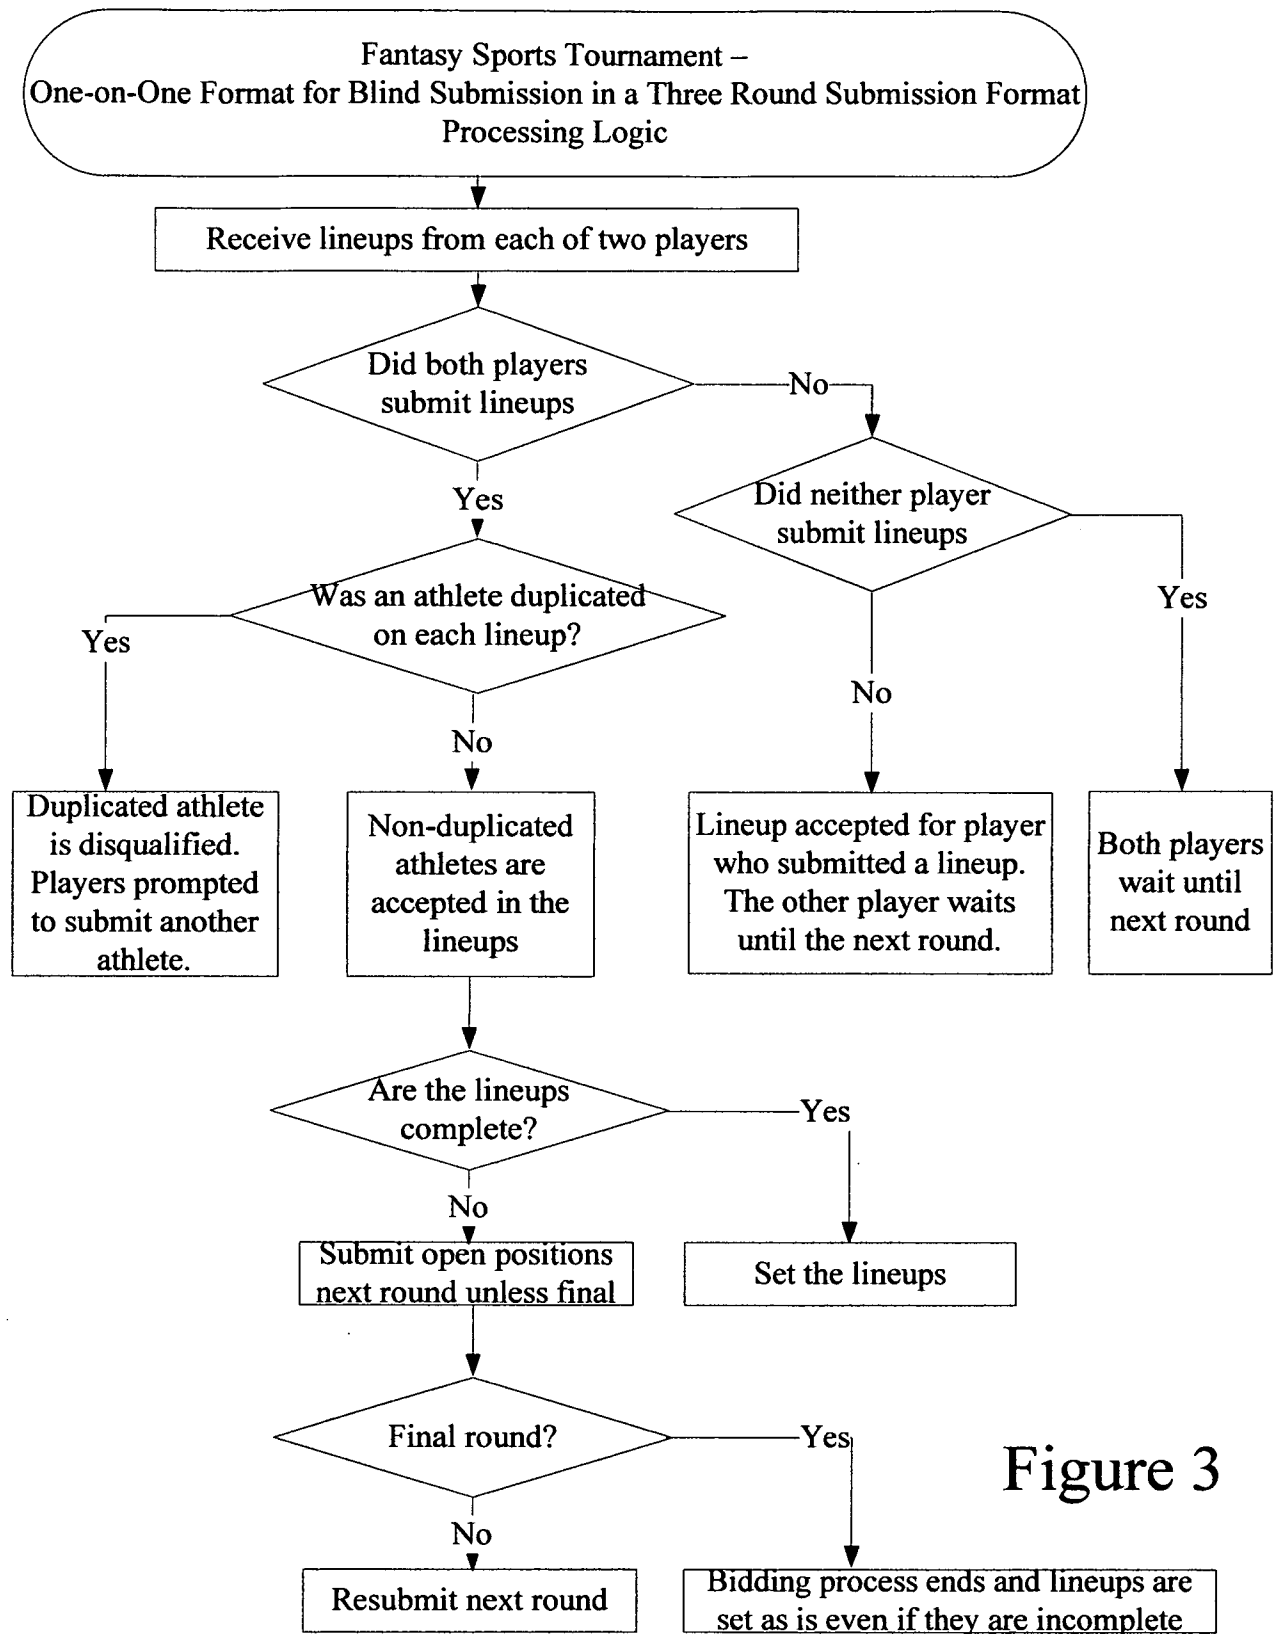 Fantasy Sports Tournament –
One-on-One Format for Blind Submission in a Three Round Submission Format
Processing Logic
Receive lineups from each of two players
Did both players
submit lineups
No
Did neither player
submit lineups
Yes
Was an athlete duplicated
on each lineup?
Yes
Yes
No
No
Duplicated athlete
is disqualified.
Players prompted
to submit another
athlete.
Non-duplicated
athletes are
accepted in the
lineups
Lineup accepted for player
who submitted a lineup.
The other player waits
until the next round.
Both players
wait until
next round
Are the lineups
complete?
Yes
No
Submit open positions
next round unless final
Set the lineups
Final round?
Yes
Figure 3
No
Resubmit next round
Bidding process ends and lineups are
set as is even if they are incomplete